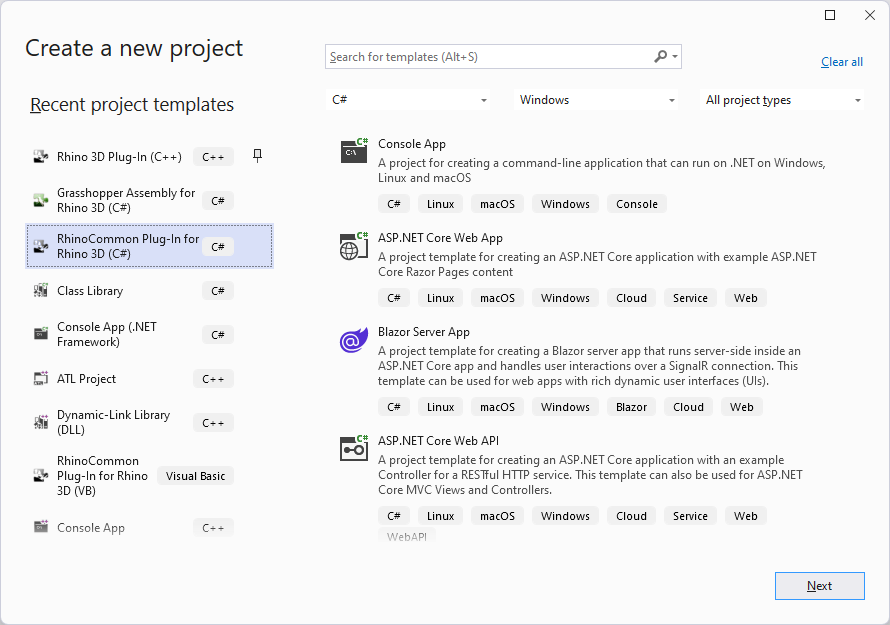 Create a new project
Search for templates (Alt+S)
Clear all
Recent project templates
C#
Windows
All project types
Rhino 3D Plug-In (C++)
C++
Grasshopper Assembly for
Rhino 3D (C#)
C#
RhinoCommon Plug-In for
Rhino 3D (C#)
C#
Class Library
C#
Console App (.NET
Framework)
C#
ATL Project
C++
Dynamic-Link Library
(DLL)
C++
RhinoCommon
Plug-In for Rhino
3D (VB)
Visual Basic
Console App
C++
C#
C:\
Console App
A project for creating a command-line application that can run on .NET on Windows,
Linux and macOS
C# Linux macOS Windows Console
C#
ASP.NET Core Web App
A project template for creating an ASP.NET Core application with example ASP.NET
Core Razor Pages content
C# Linux macOS Windows Cloud Service Web
@
Blazor Server App
A project template for creating a Blazor server app that runs server-side inside an
ASP.NET Core app and handles user interactions over a SignalR connection. This
template can be used for web apps with rich dynamic user interfaces (UIs).
C# Linux macOS Windows Blazor Cloud Web
C#
ASP.NET Core Web API
A project template for creating an ASP.NET Core application with an example
Controller for a RESTful HTTP service. This template can also be used for ASP.NET
Core MVC Views and Controllers.
C# Linux macOS Windows Cloud Service Web
WebAPI
Next